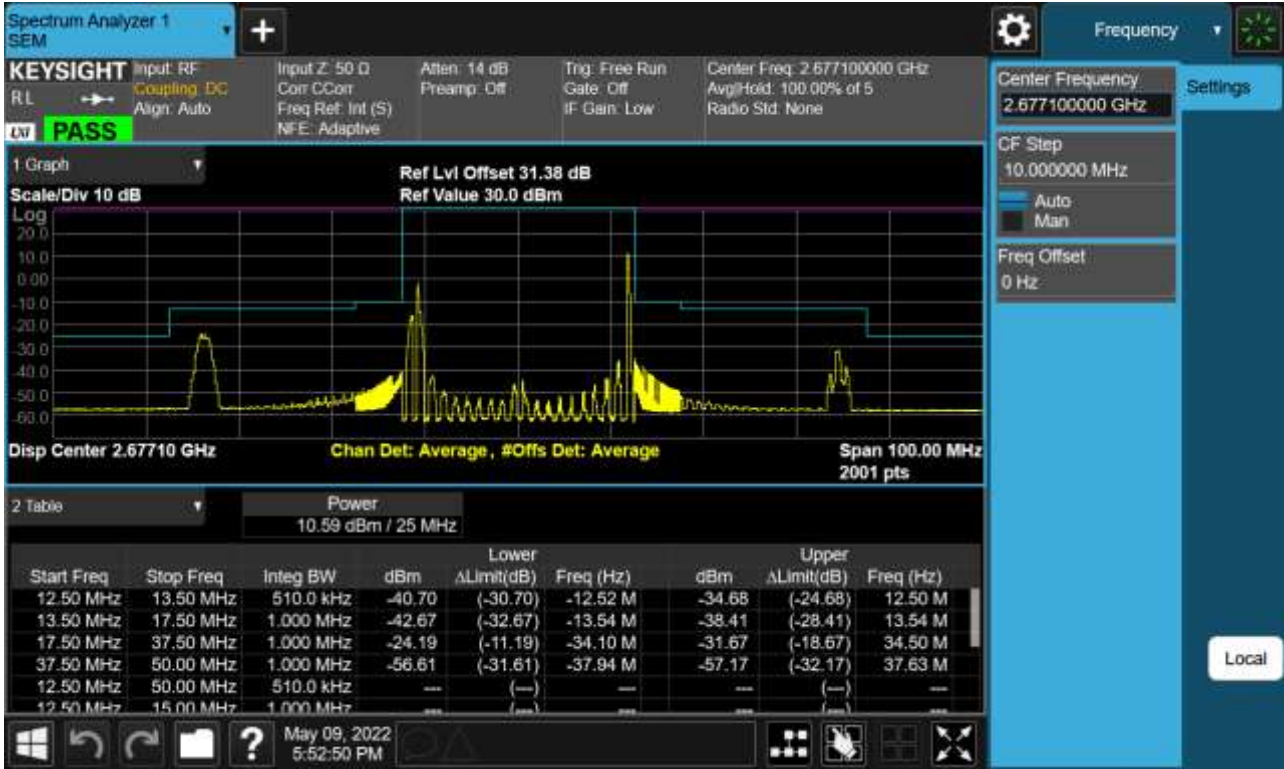 Spectrum Analyzer 1
SEM
+
Frequency
KEYSIGHT
RL
LXI
PASS
Input: RF
Coupling: DC
Align: Auto
Input Z: 50 Ω
Corr CCorr
Freq Ref: Int (S)
NFE: Adaptive
Atten: 14 dB
Preamp: Off
Trig: Free Run
Gate: Off
IF Gain: Low
Center Freq: 2.677100000 GHz
Avg|Hold: 100.00% of 5
Radio Std: None
Center Frequency
2.677100000 GHz
Settings
CF Step
10.000000 MHz
Auto
Man
Freq Offset
0 Hz
1 Graph
Scale/Div 10 dB
Ref Lvl Offset 31.38 dB
Ref Value 30.0 dBm
Log
20.0
10.0
0.00
-10.0
-20.0
-30.0
-40.0
-50.0
-60.0
Disp Center 2.67710 GHz
Chan Det: Average, #Offs Det: Average
Span 100.00 MHz
2001 pts
2 Table
Power
10.59 dBm / 25 MHz
Lower Upper
Start Freq Stop Freq Integ BW dBm ΔLimit(dB) Freq (Hz) dBm ΔLimit(dB) Freq (Hz)
12.50 MHz 13.50 MHz 510.0 kHz -40.70 (-30.70) -12.52 M -34.68 (-24.68) 12.50 M
13.50 MHz 17.50 MHz 1.000 MHz -42.67 (-32.67) -13.54 M -38.41 (-28.41) 13.54 M
17.50 MHz 37.50 MHz 1.000 MHz -24.19 (-11.19) -34.10 M -31.67 (-18.67) 34.50 M
37.50 MHz 50.00 MHz 1.000 MHz -56.61 (-31.61) -37.94 M -57.17 (-32.17) 37.63 M
12.50 MHz 50.00 MHz 510.0 kHz --- (---) --- --- (---) ---
12.50 MHz 15.00 MHz 1.000 MHz --- (---) --- --- (---) ---
Local
?
May 09, 2022
5:52:50 PM